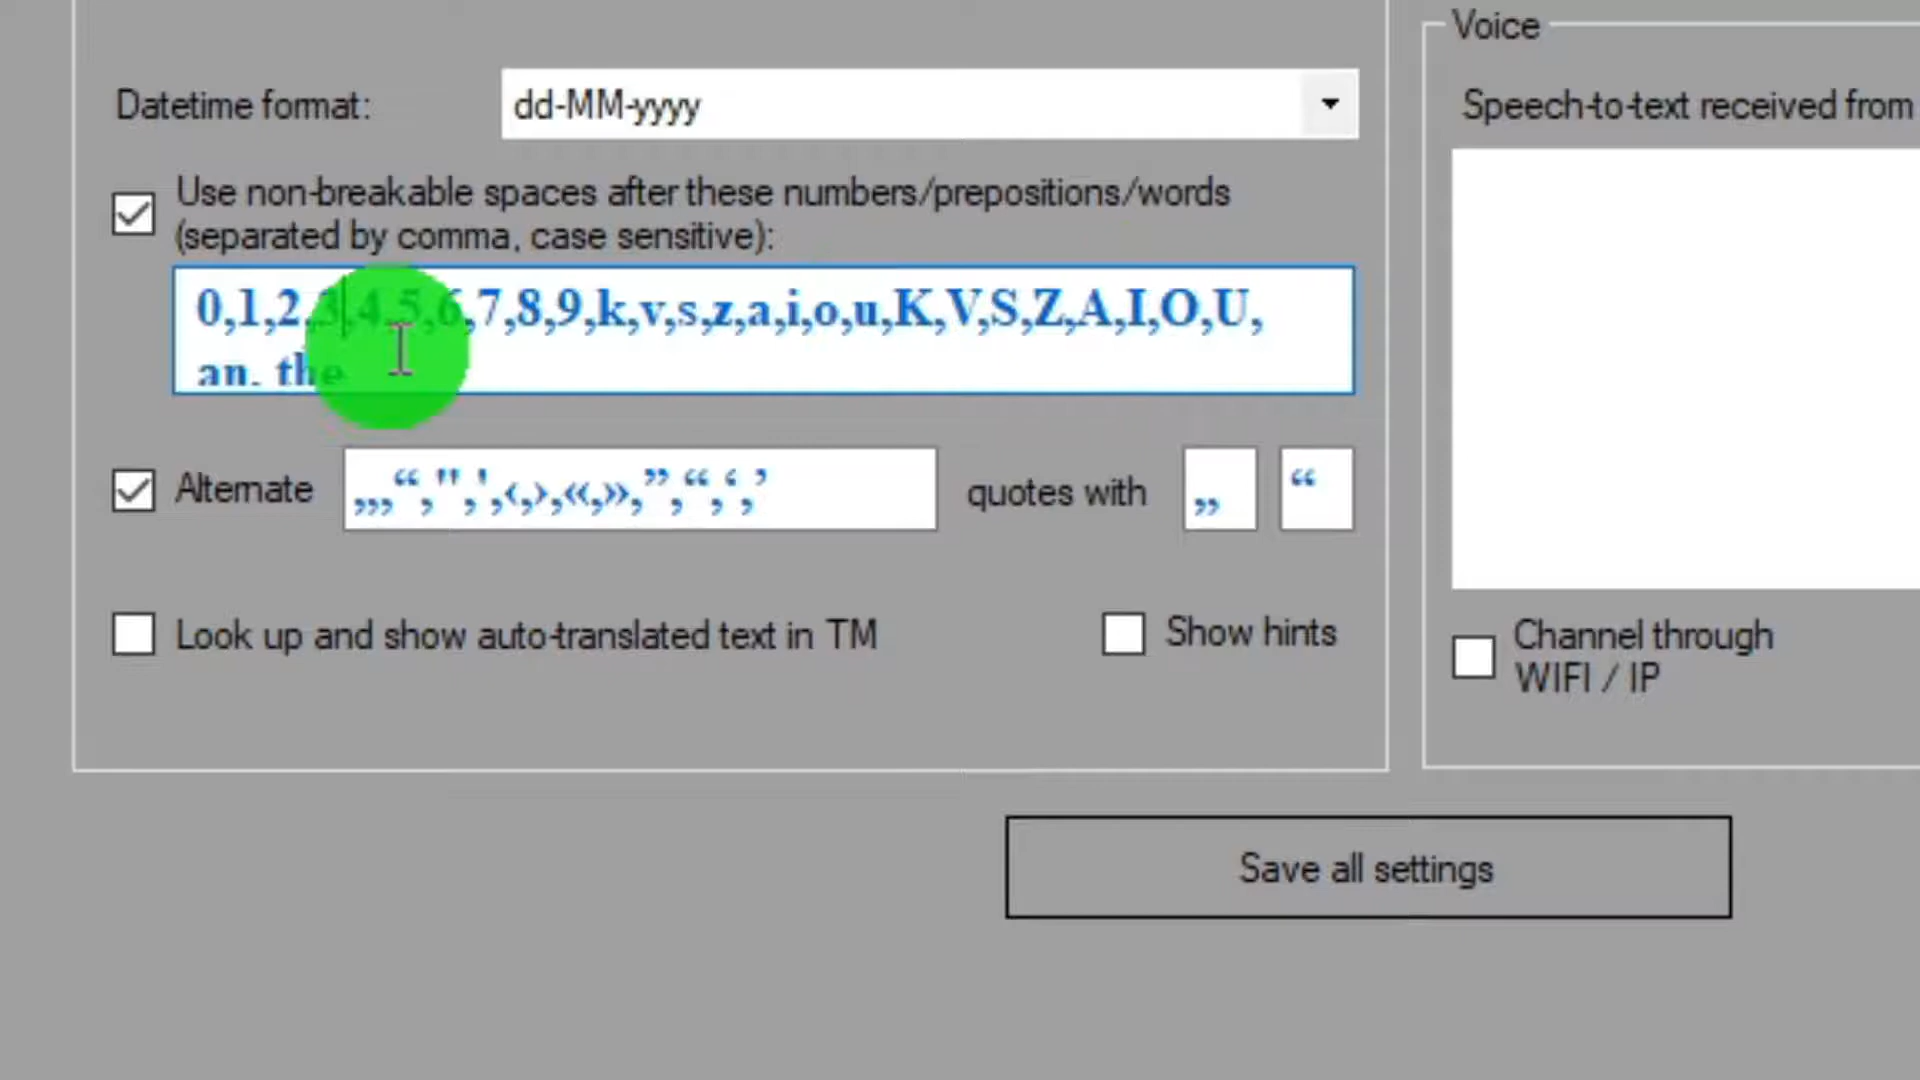 Voice
Datetime format:
dd-MM-yyyy
Speech-to-text received from
Use non-breakable spaces after these numbers/prepositions/words
(separated by comma, case sensitive):
0,1,2,3,4,5,6,7,8,9,k,v,s,z,a,i,o,u,K,V,S,Z,A,I,O,U,
an, the
Alternate
„,“,",',‹,›,«,»,”,“,‘,’
quotes with
„
“
Look up and show auto-translated text in TM
Show hints
Channel through
WIFI / IP
Save all settings